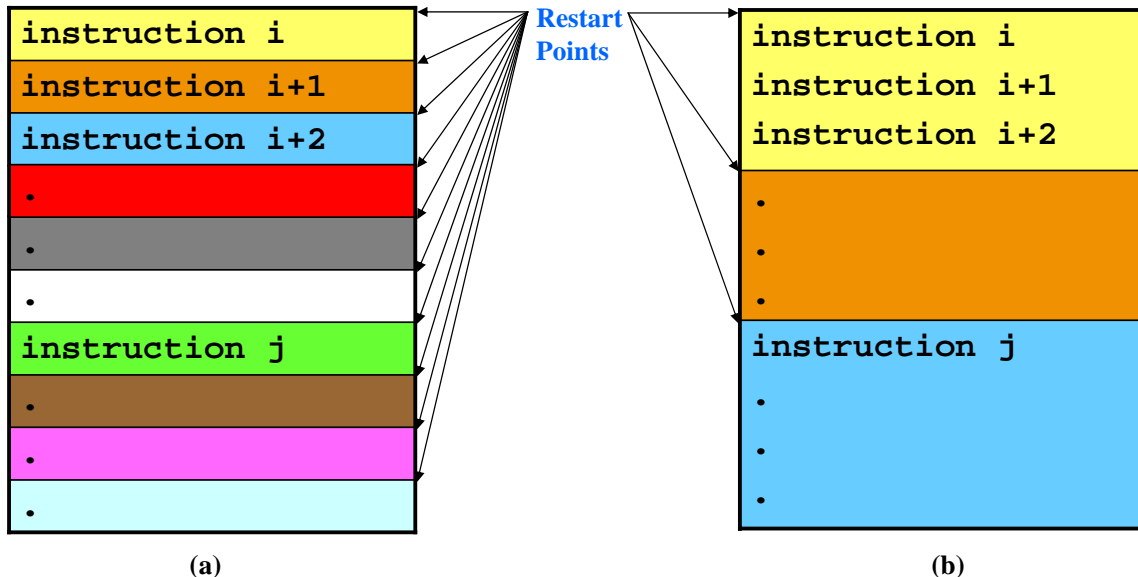 instruction i
instruction i+1
instruction i+2
.
.
.
instruction j
.
.
.
(a)
Restart
Points
instruction i
instruction i+1
instruction i+2
.
.
.
instruction j
.
.
.
(b)